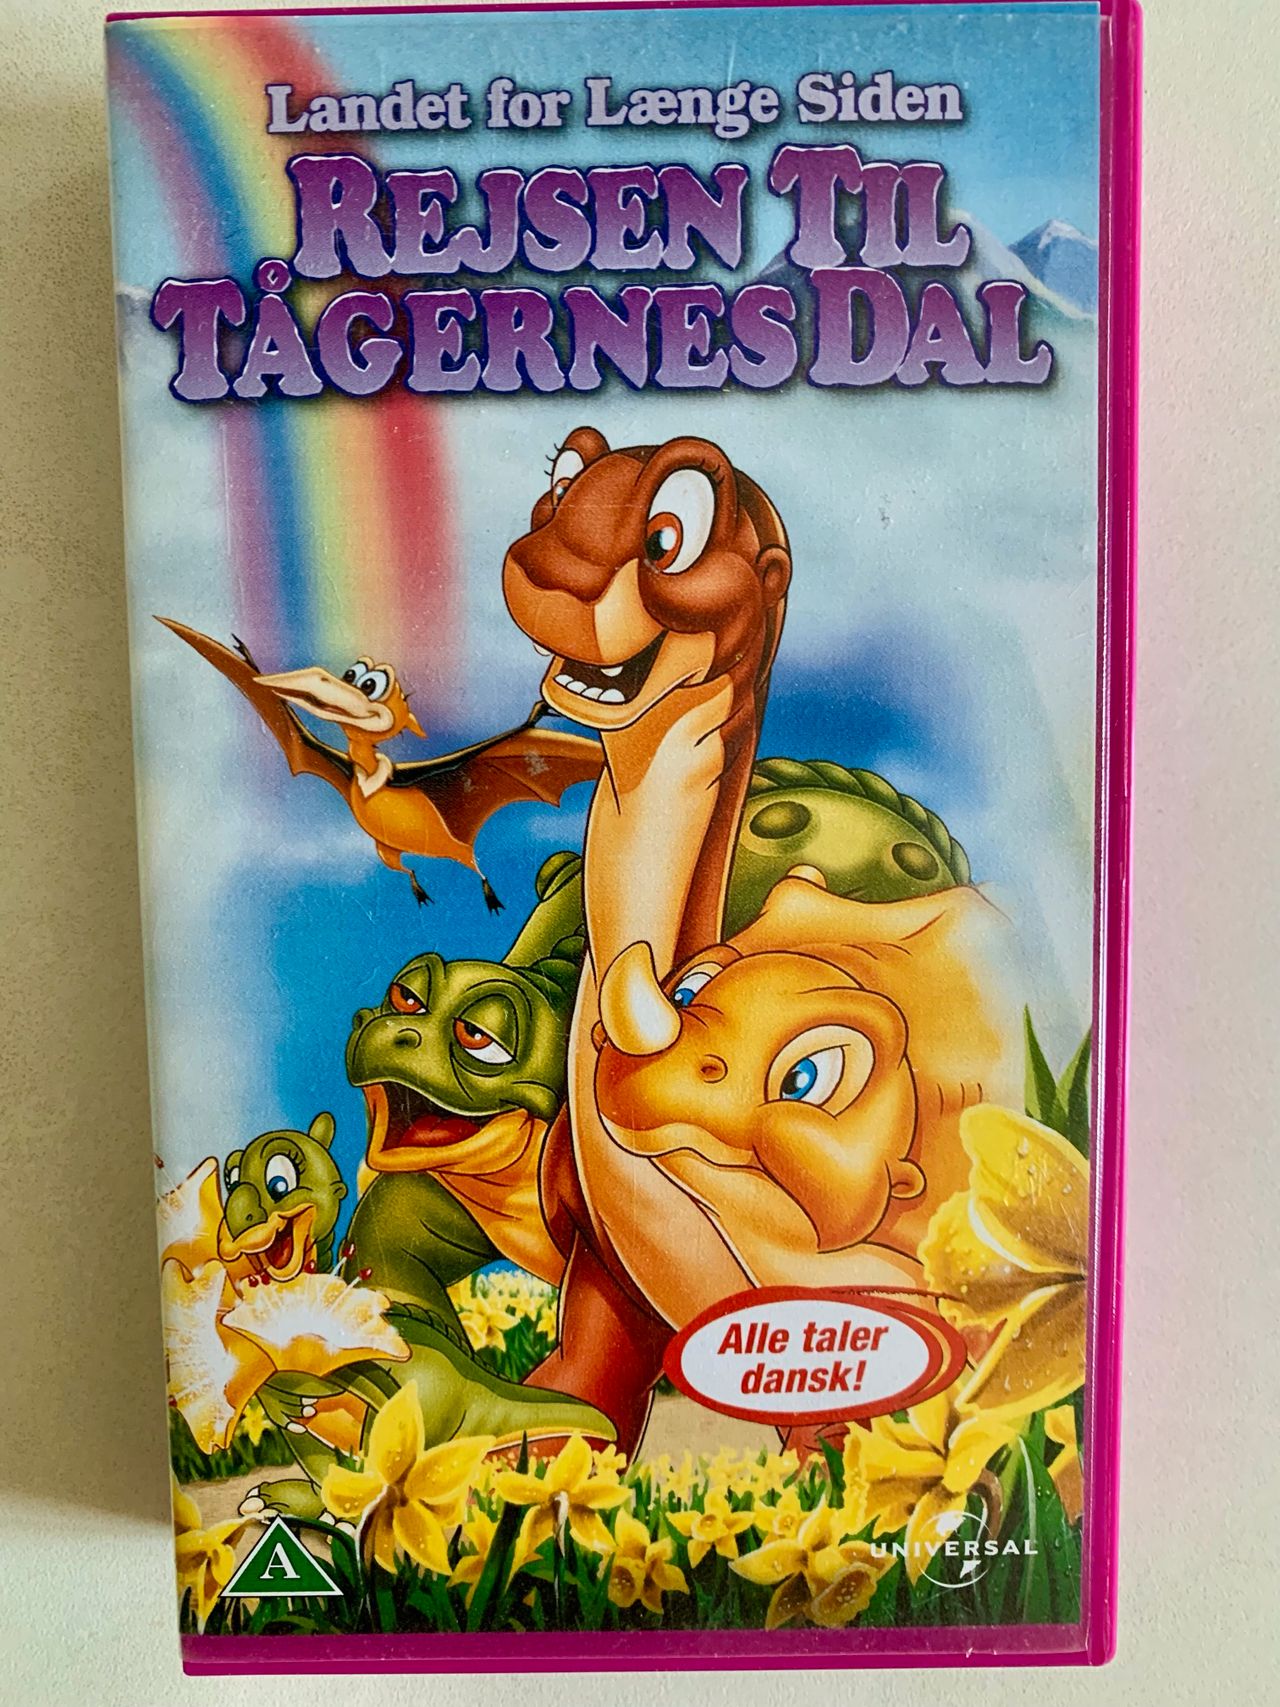 Landet for Længe Siden
REJSEN TIL
TÅGERNES DAL
Alle taler
dansk!
A
UNIVERSAL